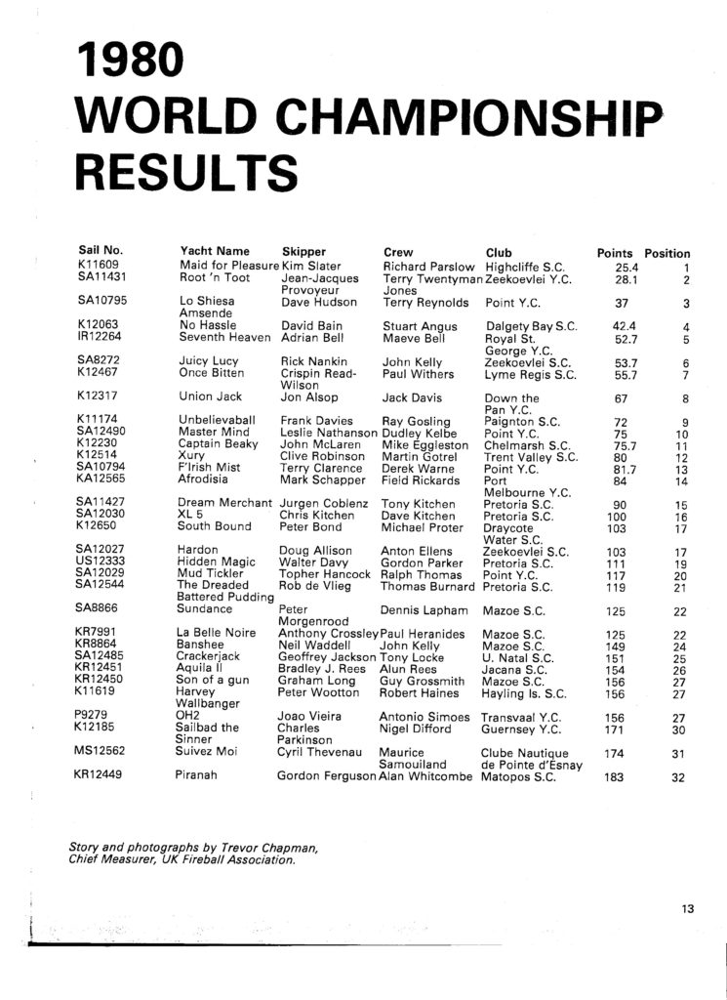 1980
WORLD CHAMPIONSHIP
RESULTS
Sail No. Yacht Name Skipper Crew Club Points Position
K11609 Maid for Pleasure Kim Slater Richard Parslow Highcliffe S.C. 25.4 1
SA11431 Root 'n Toot Jean-Jacques Terry Twentyman Zeekoevlei Y.C. 28.1 2
Provoyeur Jones
SA10795 Lo Shiesa Dave Hudson Terry Reynolds Point Y.C. 37 3
Amsende
K12063 No Hassle David Bain Stuart Angus Dalgety Bay S.C. 42.4 4
IR12264 Seventh Heaven Adrian Bell Maeve Bell Royal St. 52.7 5
George Y.C.
SA8272 Juicy Lucy Rick Nankin John Kelly Zeekoevlei S.C. 53.7 6
K12467 Once Bitten Crispin Read- Paul Withers Lyme Regis S.C. 55.7 7
Wilson
K12317 Union Jack Jon Alsop Jack Davis Down the 67 8
Pan Y.C.
K11174 Unbelievaball Frank Davies Ray Gosling Paignton S.C. 72 9
SA12490 Master Mind Leslie Nathanson Dudley Kelbe Point Y.C. 75 10
K12230 Captain Beaky John McLaren Mike Eggleston Chelmarsh S.C. 75.7 11
K12514 Xury Clive Robinson Martin Gotrel Trent Valley S.C. 80 12
SA10794 F'Irish Mist Terry Clarence Derek Warne Point Y.C. 81.7 13
KA12565 Afrodisia Mark Schapper Field Rickards Port 84 14
Melbourne Y.C.
SA11427 Dream Merchant Jurgen Coblenz Tony Kitchen Pretoria S.C. 90 15
SA12030 XL 5 Chris Kitchen Dave Kitchen Pretoria S.C. 100 16
K12650 South Bound Peter Bond Michael Proter Draycote 103 17
Water S.C.
SA12027 Hardon Doug Allison Anton Ellens Zeekoevlei S.C. 103 17
US12333 Hidden Magic Walter Davy Gordon Parker Pretoria S.C. 111 19
SA12029 Mud Tickler Topher Hancock Ralph Thomas Point Y.C. 117 20
SA12544 The Dreaded Rob de Vlieg Thomas Burnard Pretoria S.C. 119 21
Battered Pudding
SA8866 Sundance Peter Dennis Lapham Mazoe S.C. 125 22
Morgenrood
KR7991 La Belle Noire Anthony Crossley Paul Heranides Mazoe S.C. 125 22
KR8864 Banshee Neil Waddell John Kelly Mazoe S.C. 149 24
SA12485 Crackerjack Geoffrey Jackson Tony Locke U. Natal S.C. 151 25
KR12451 Aquila II Bradley J. Rees Alun Rees Jacana S.C. 154 26
KR12450 Son of a gun Graham Long Guy Grossmith Mazoe S.C. 156 27
K11619 Harvey Peter Wootton Robert Haines Hayling Is. S.C. 156 27
Wallbanger
P9279 OH2 Joao Vieira Antonio Simoes Transvaal Y.C. 156 27
K12185 Sailbad the Charles Nigel Difford Guernsey Y.C. 171 30
Sinner Parkinson
MS12562 Suivez Moi Cyril Thevenau Maurice Clube Nautique 174 31
Samouiland de Pointe d'Esnay
KR12449 Piranah Gordon Ferguson Alan Whitcombe Matopos S.C. 183 32
Story and photographs by Trevor Chapman,
Chief Measurer, UK Fireball Association.
13